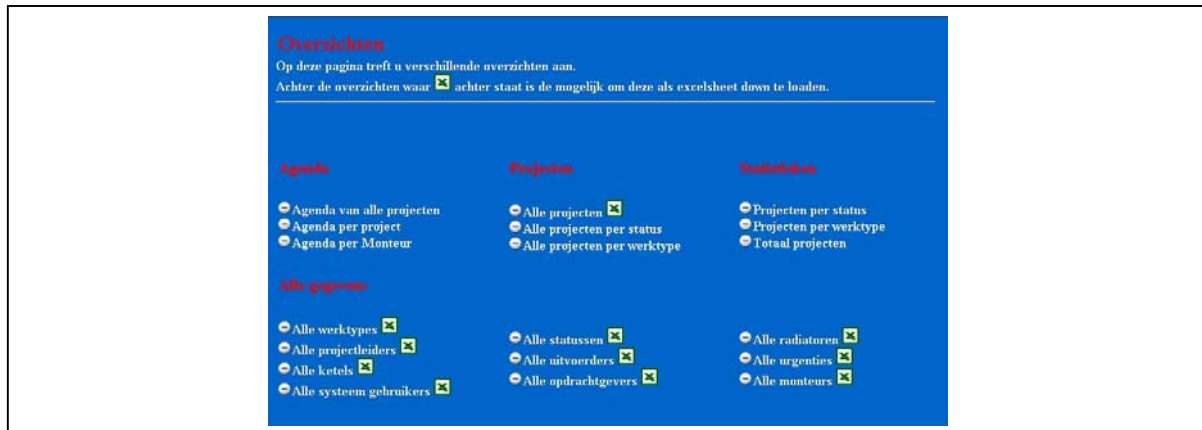 Overzichten
Op deze pagina treft u verschillende overzichten aan.
Achter de overzichten waar achter staat is de mogelijk om deze als excelsheet down te loaden.
Agenda
Agenda van alle projecten
Agenda per project
Agenda per Monteur
Projecten
Alle projecten
Alle projecten per status
Alle projecten per werktype
Statistieken
Projecten per status
Projecten per werktype
Totaal projecten
Alle gegevens
Alle werktypes
Alle projectleiders
Alle ketels
Alle systeem gebruikers
Alle statussen
Alle uitvoerders
Alle opdrachtgevers
Alle radiatoren
Alle urgenties
Alle monteurs